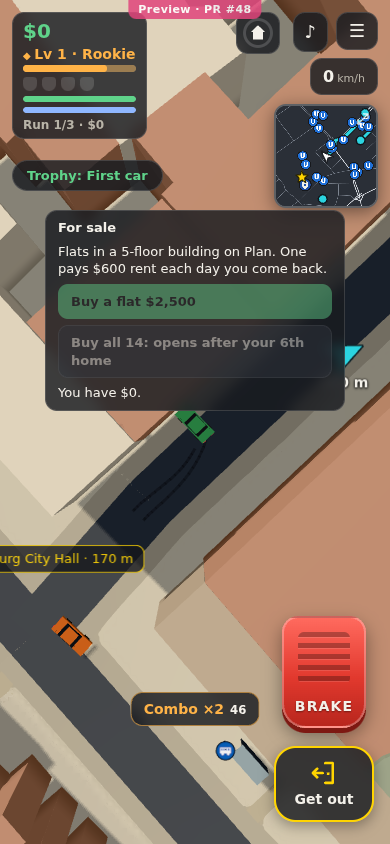 Preview · PR #48
$0
Lv 1 · Rookie
Run 1/3 · $0
0 km/h
Trophy: First car
For sale
Flats in a 5-floor building on Plan. One
pays $600 rent each day you come back.
Buy a flat $2,500
Buy all 14: opens after your 6th
home
You have $0.
m
urg City Hall · 170 m
Combo ×2 46
BRAKE
Get out